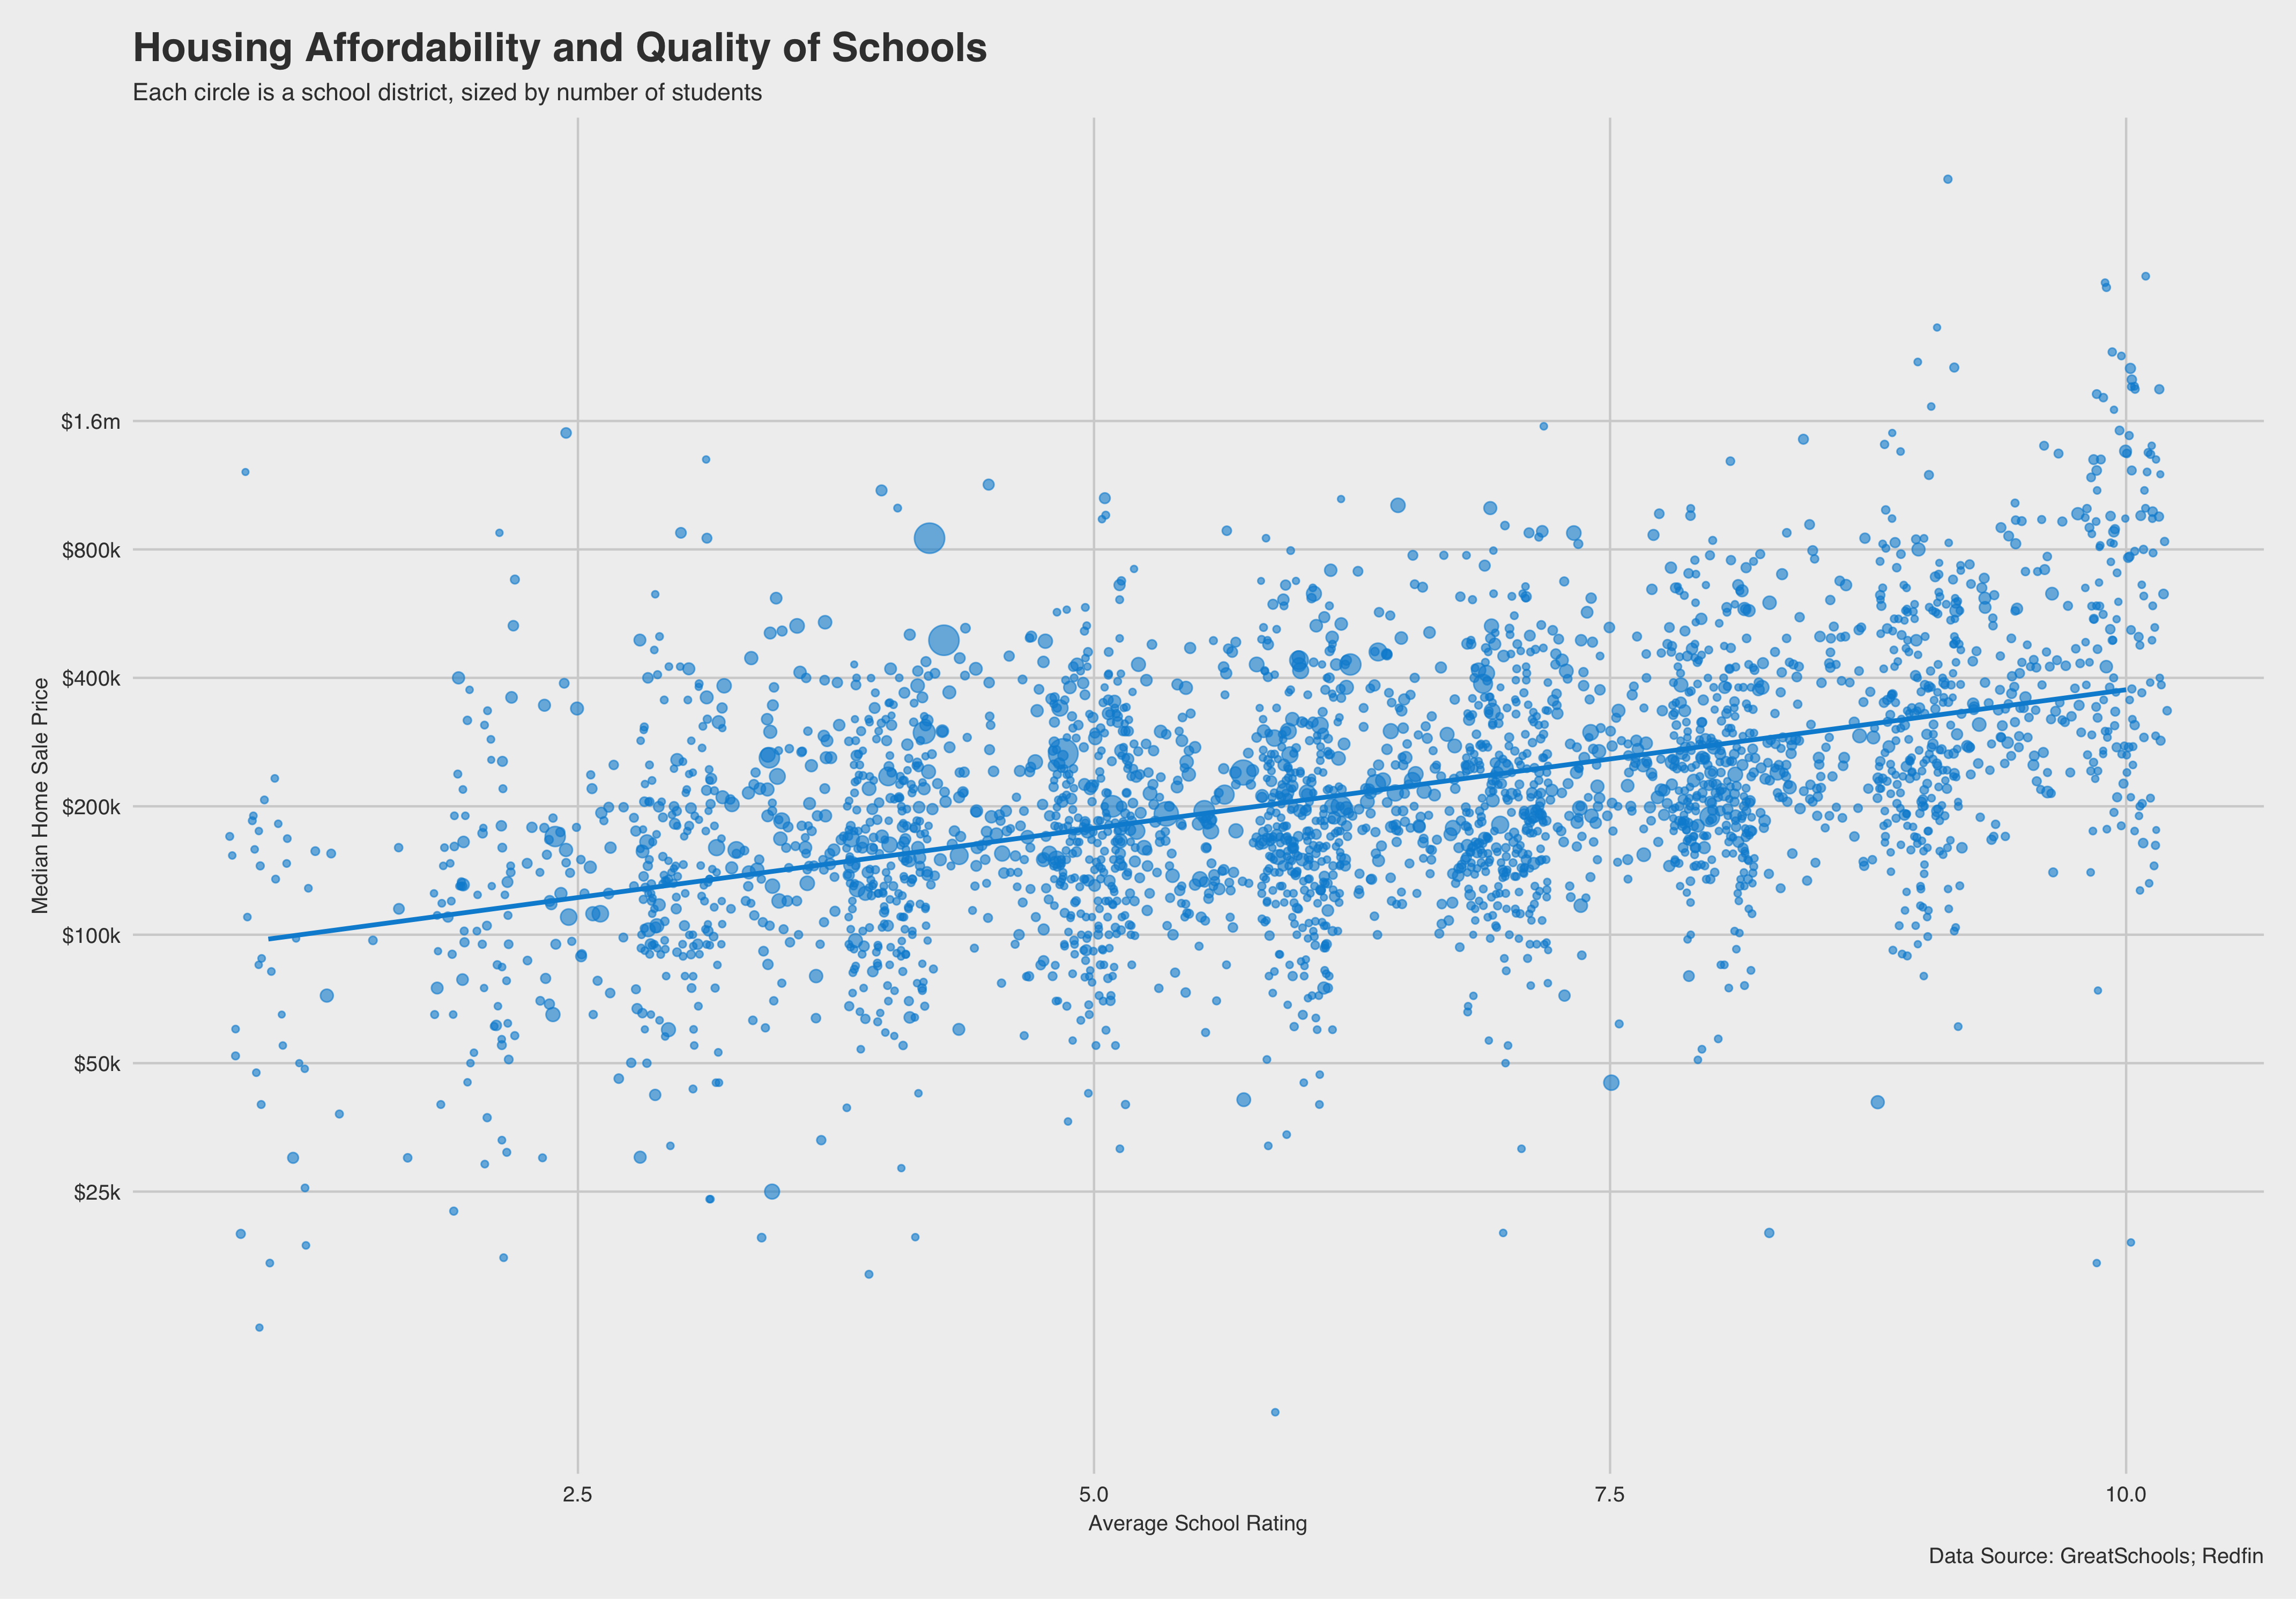 Housing Affordability and Quality of Schools
Each circle is a school district, sized by number of students
Median Home Sale Price
$1.6m
$800k
$400k
$200k
$100k
$50k
$25k
2.5
5.0
7.5
10.0
Average School Rating
Data Source: GreatSchools; Redfin